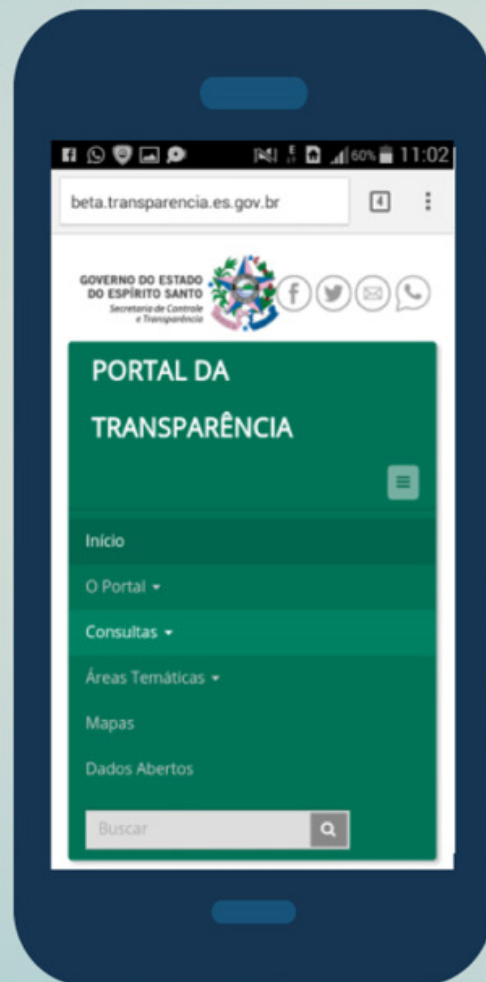 60% 11:02
beta.transparencia.es.gov.br 4
GOVERNO DO ESTADO
DO ESPÍRITO SANTO
Secretaria de Controle
e Transparência
PORTAL DA
TRANSPARÊNCIA
Início
O Portal
Consultas
Áreas Temáticas
Mapas
Dados Abertos
Buscar